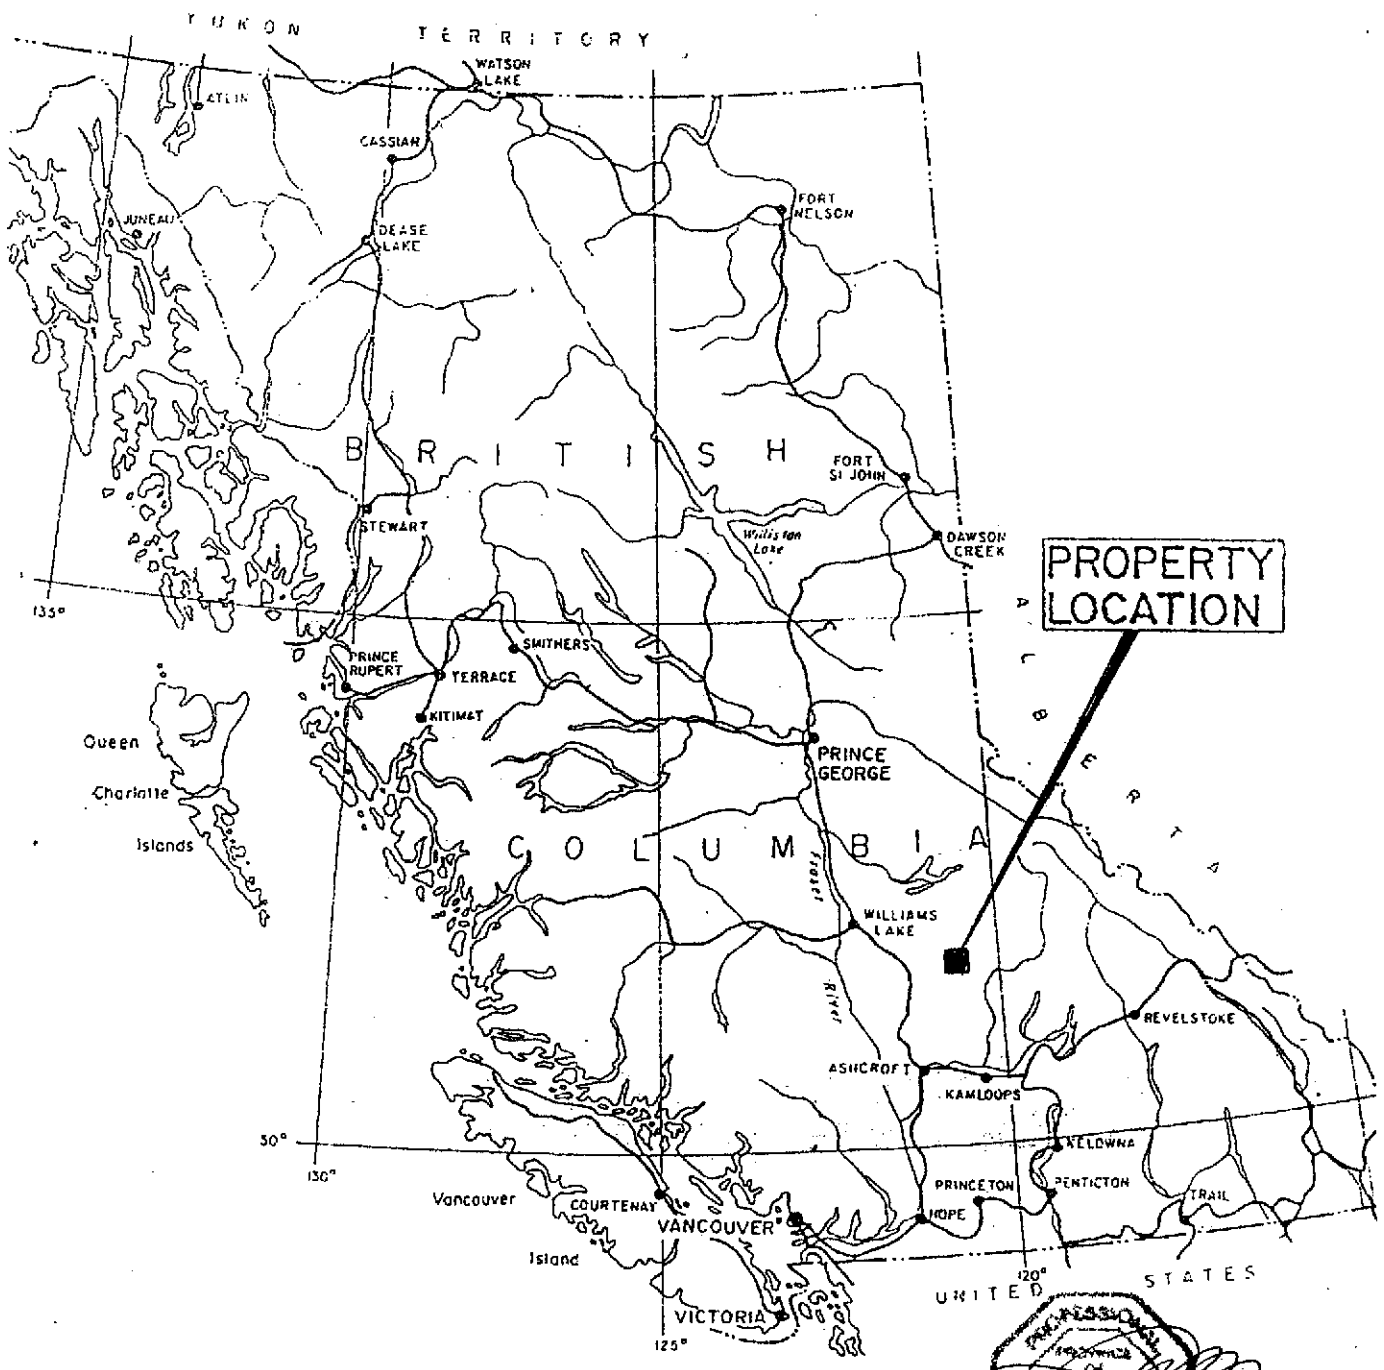 YUKON TERRITORY
WATSON
LAKE
ATLIN
CASSIAR
FORT
NELSON
JUNEAU
DEASE
LAKE
BRITISH
FORT
ST JOHN
STEWART
Williston
Lake
DAWSON
CREEK
PROPERTY
LOCATION
135°
ALBERTA
SMITHERS
PRINCE
RUPERT
TERRACE
KITIMAT
Queen
Charlotte
Islands
PRINCE
GEORGE
COLUMBIA
Fraser
River
WILLIAMS
LAKE
REVELSTOKE
ASHCROFT
KAMLOOPS
50°
130°
KELOWNA
Vancouver
Island
COURTENAY
VANCOUVER
PRINCETON
PENTICTON
HOPE
TRAIL
120°
UNITED STATES
VICTORIA
125°
PROFESSIONAL
PROVINCE